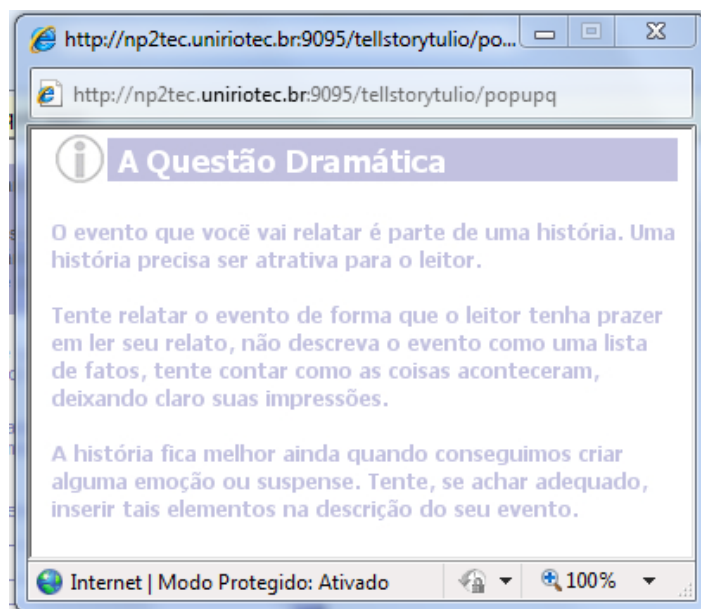 http://np2tec.uniriotec.br:9095/tellstorytulio/po...
http://np2tec.uniriotec.br:9095/tellstorytulio/popupq
A Questão Dramática
O evento que você vai relatar é parte de uma história. Uma
história precisa ser atrativa para o leitor.
Tente relatar o evento de forma que o leitor tenha prazer
em ler seu relato, não descreva o evento como uma lista
de fatos, tente contar como as coisas aconteceram,
deixando claro suas impressões.
A história fica melhor ainda quando conseguimos criar
alguma emoção ou suspense. Tente, se achar adequado,
inserir tais elementos na descrição do seu evento.
Internet | Modo Protegido: Ativado 100%